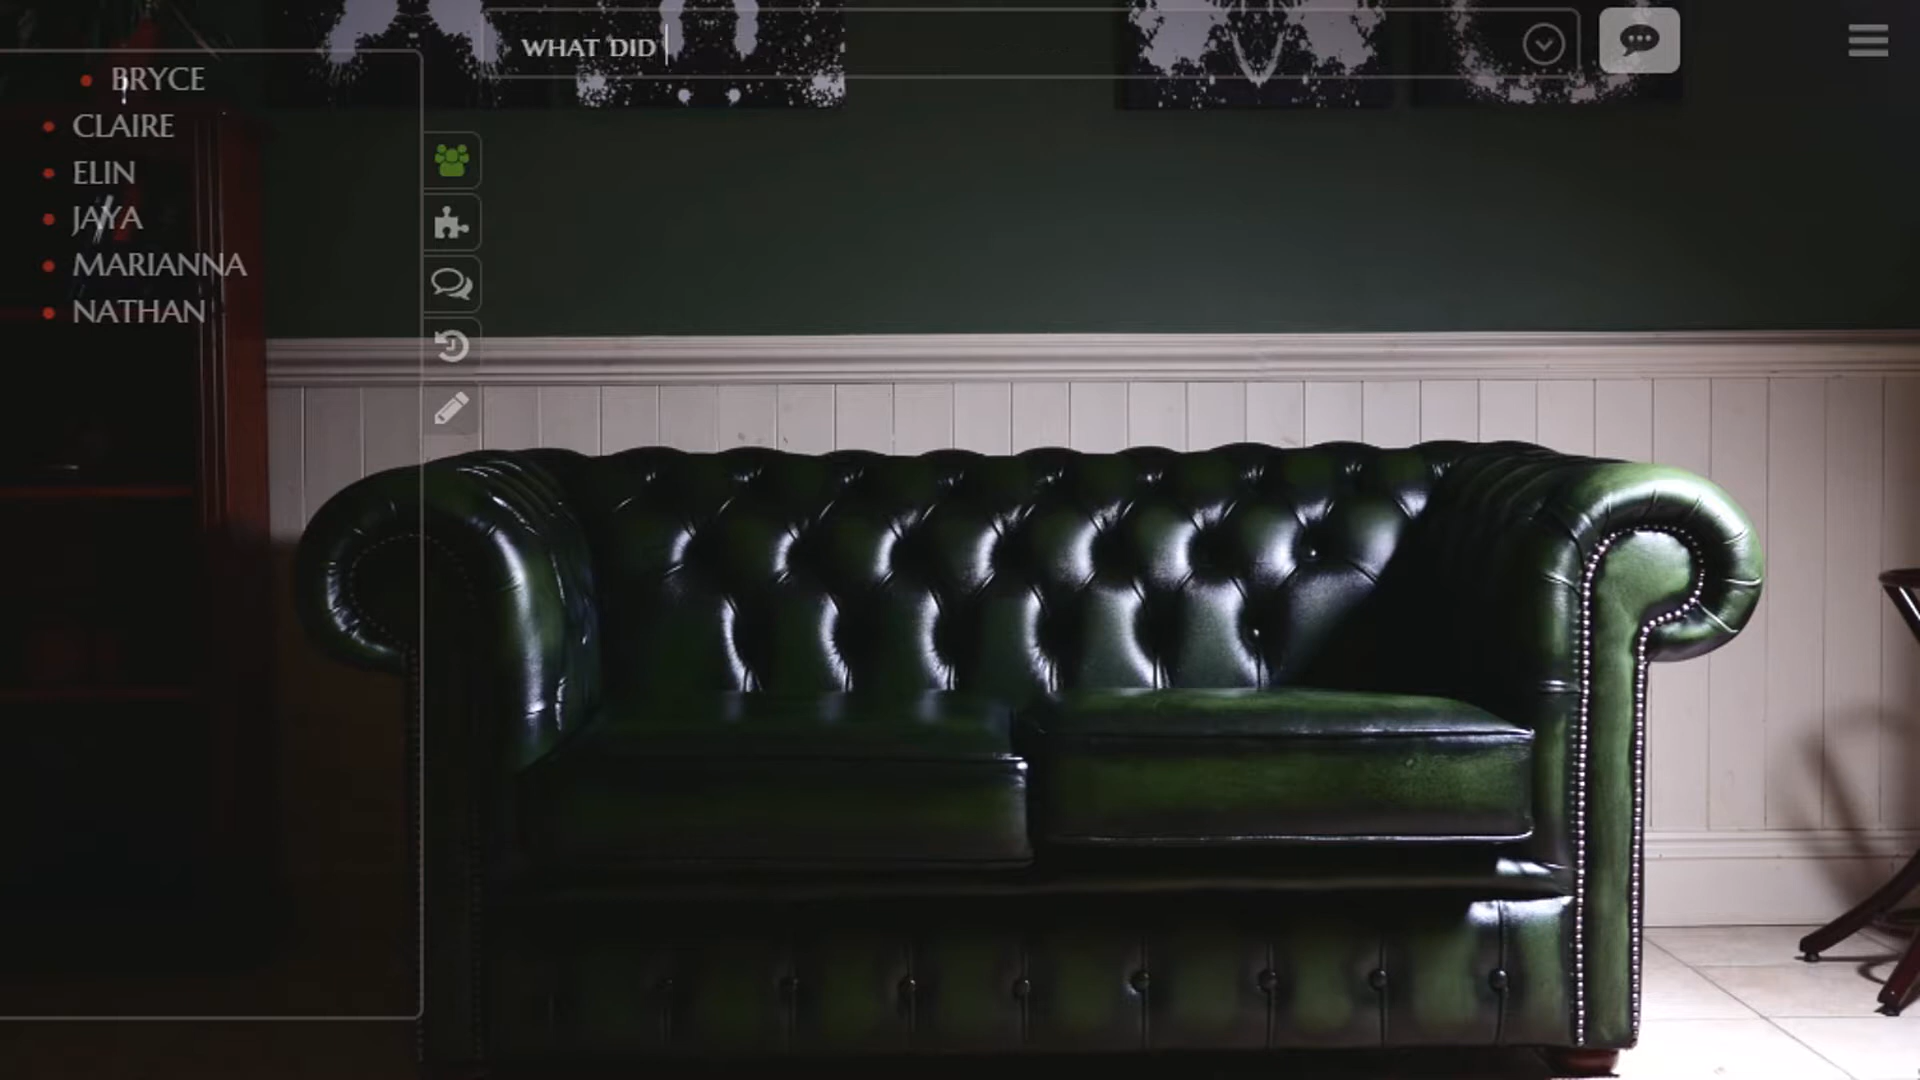 WHAT DID
BRYCE
CLAIRE
ELIN
JAYA
MARIANNA
NATHAN